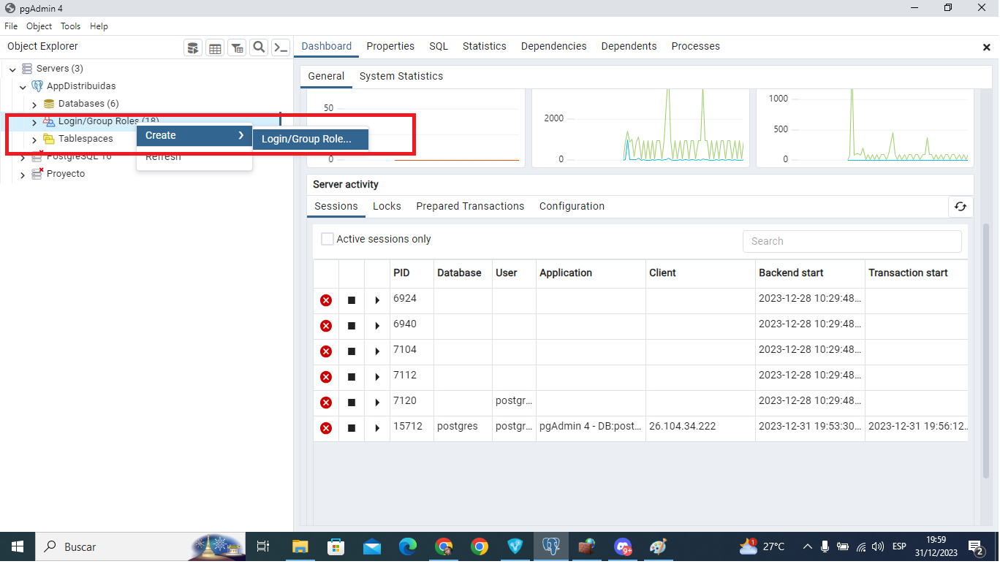 pgAdmin 4
File Object Tools Help
Object Explorer
Dashboard Properties SQL Statistics Dependencies Dependents Processes
Servers (3)
AppDistribuidas
Databases (6)
Login/Group Roles (18)
Tablespaces
PostgreSQL 16
Proyecto
Create
Login/Group Role...
Refresh
General System Statistics
50
0
2000
0
1000
500
0
Server activity
Sessions Locks Prepared Transactions Configuration
Active sessions only
Search
PID Database User Application Client Backend start Transaction start
6924 2023-12-28 10:29:48...
6940 2023-12-28 10:29:48...
7104 2023-12-28 10:29:48...
7112 2023-12-28 10:29:48...
7120 postgr... 2023-12-28 10:29:48...
15712 postgres postgr... pgAdmin 4 - DB:post... 26.104.34.222 2023-12-31 19:53:30... 2023-12-31 19:56:12...
Buscar
9+
1
27°C
ESP
19:59
31/12/2023
2